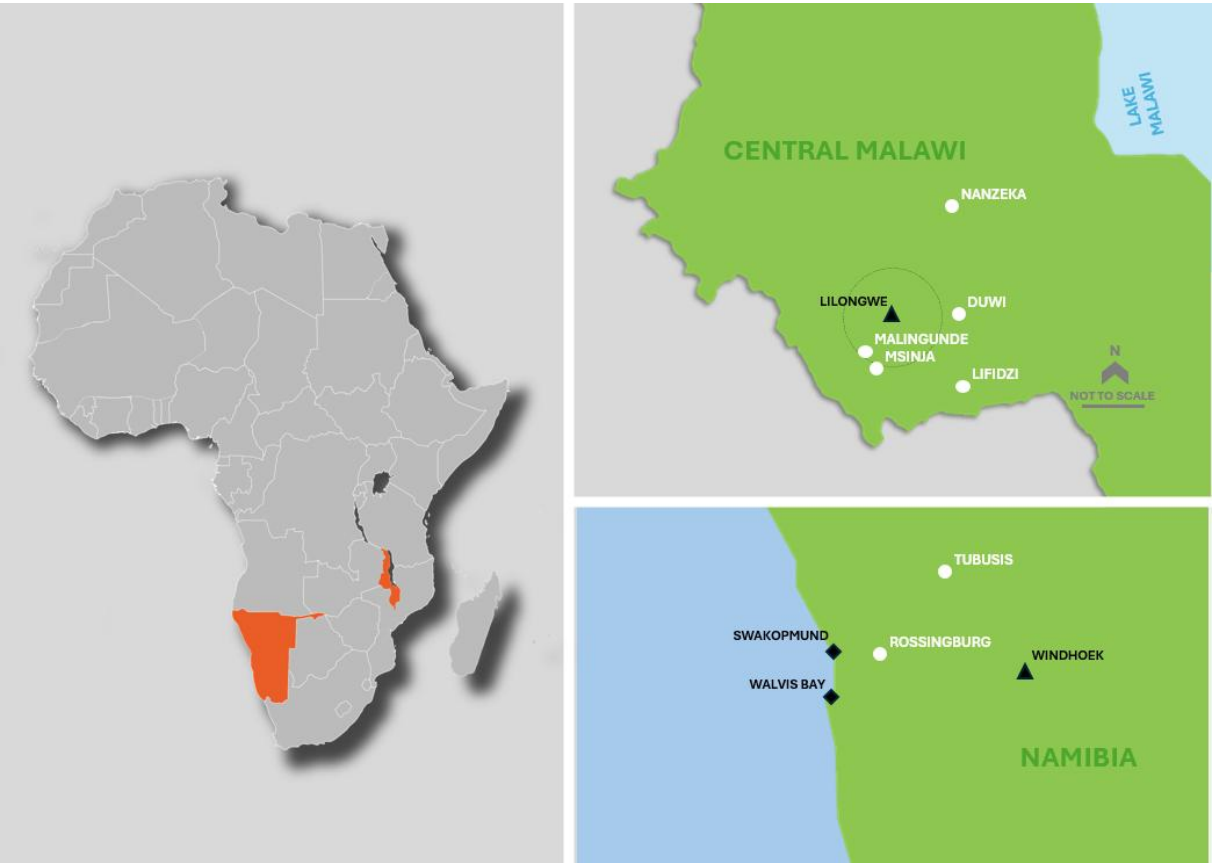 LAKE
MALAWI
CENTRAL MALAWI
NANZEKA
LILONGWE
DUWI
MALINGUNDE
MSINJA
LIFIDZI
N
NOT TO SCALE
TUBUSIS
SWAKOPMUND
ROSSINGBURG
WINDHOEK
WALVIS BAY
NAMIBIA